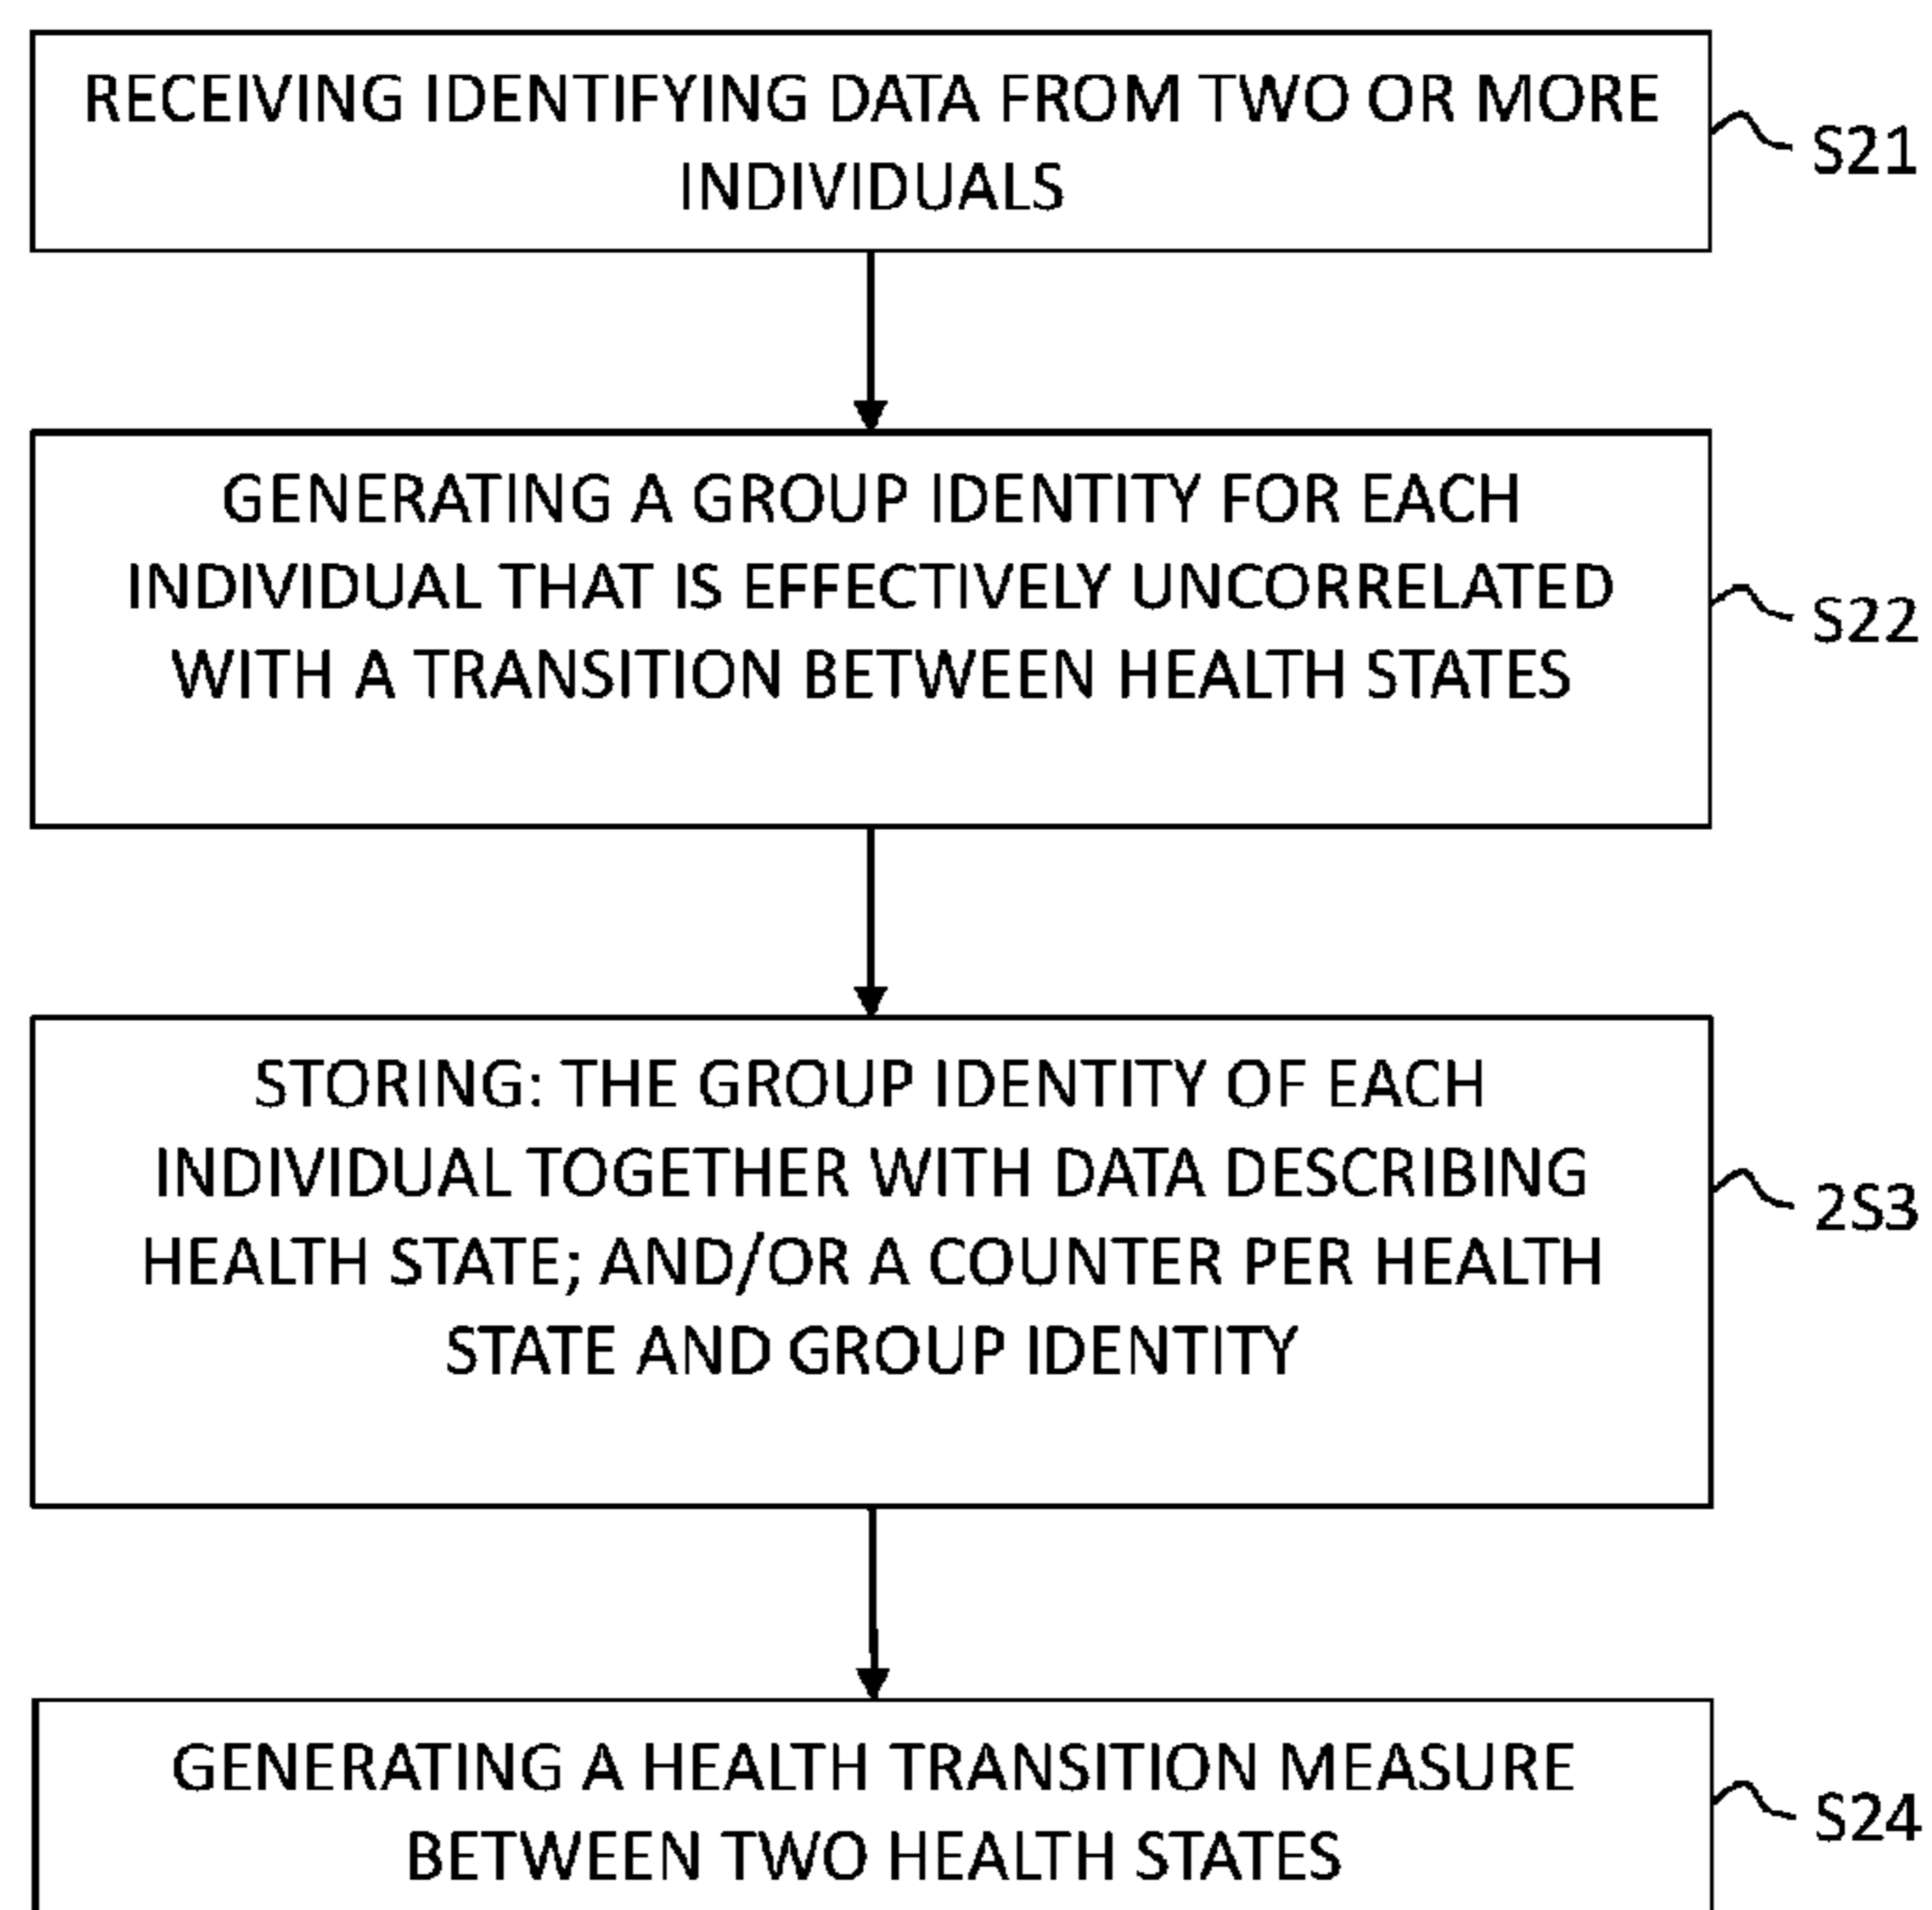 RECEIVING IDENTIFYING DATA FROM TWO OR MORE
INDIVIDUALS
S21
GENERATING A GROUP IDENTITY FOR EACH
INDIVIDUAL THAT IS EFFECTIVELY UNCORRELATED
WITH A TRANSITION BETWEEN HEALTH STATES
S22
STORING: THE GROUP IDENTITY OF EACH
INDIVIDUAL TOGETHER WITH DATA DESCRIBING
HEALTH STATE; AND/OR A COUNTER PER HEALTH
STATE AND GROUP IDENTITY
2S3
GENERATING A HEALTH TRANSITION MEASURE
BETWEEN TWO HEALTH STATES
S24